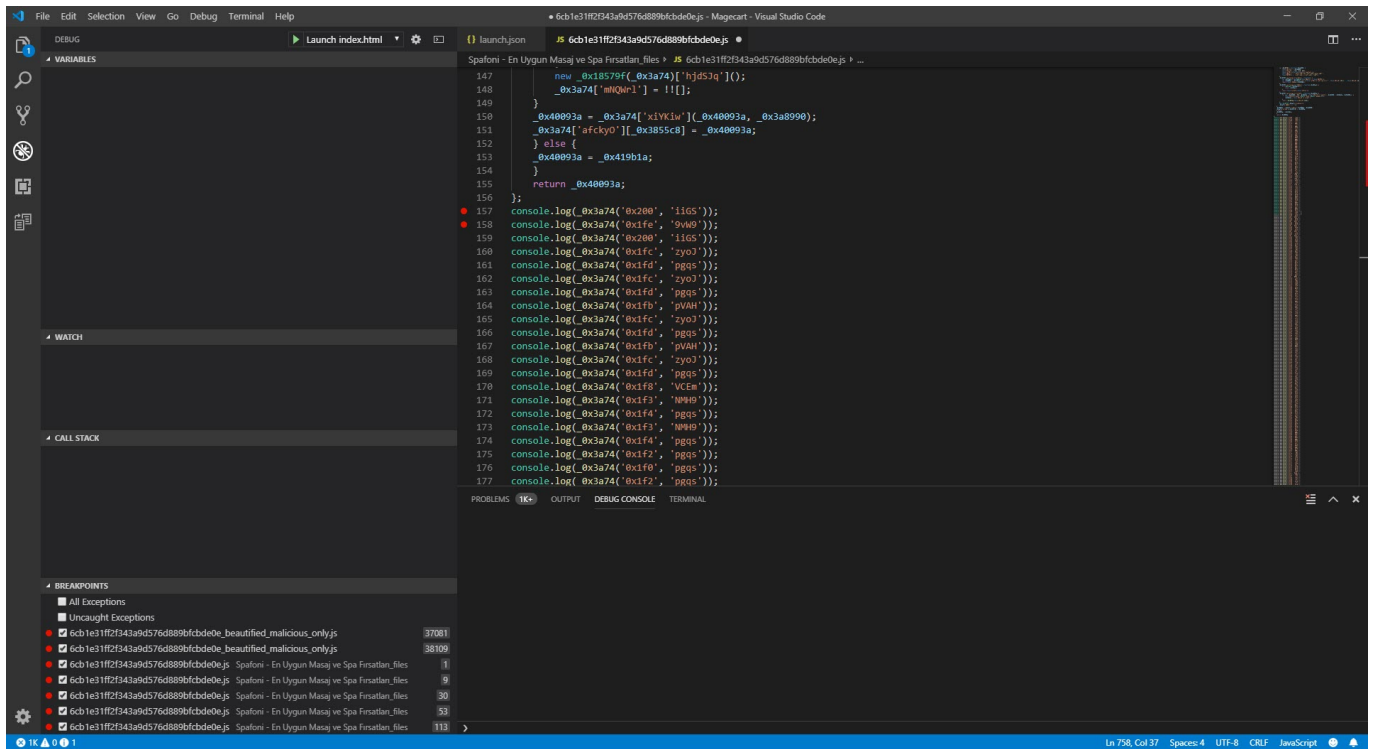 File Edit Selection View Go Debug Terminal Help
● 6cb1e31ff2f343a9d576d889bfcbde0e.js - Magecart - Visual Studio Code
DEBUG
Launch index.html
VARIABLES
WATCH
CALL STACK
BREAKPOINTS
All Exceptions
Uncaught Exceptions
6cb1e31ff2f343a9d576d889bfcbde0e_beautified_malicious_only.js 37081
6cb1e31ff2f343a9d576d889bfcbde0e_beautified_malicious_only.js 38109
6cb1e31ff2f343a9d576d889bfcbde0e.js Spafoni - En Uygun Masaj ve Spa Fırsatları_files 1
6cb1e31ff2f343a9d576d889bfcbde0e.js Spafoni - En Uygun Masaj ve Spa Fırsatları_files 9
6cb1e31ff2f343a9d576d889bfcbde0e.js Spafoni - En Uygun Masaj ve Spa Fırsatları_files 30
6cb1e31ff2f343a9d576d889bfcbde0e.js Spafoni - En Uygun Masaj ve Spa Fırsatları_files 53
6cb1e31ff2f343a9d576d889bfcbde0e.js Spafoni - En Uygun Masaj ve Spa Fırsatları_files 113
{} launch.json JS 6cb1e31ff2f343a9d576d889bfcbde0e.js ●
Spafoni - En Uygun Masaj ve Spa Fırsatları_files ▸ JS 6cb1e31ff2f343a9d576d889bfcbde0e.js ▸ ...
147 new _0x18579f(_0x3a74)['hjdSJq']();
148 _0x3a74['mNQWrl'] = !![];
149 }
150 _0x40093a = _0x3a74['xiYKiw'](_0x40093a, _0x3a8990);
151 _0x3a74['afckyO'][_0x3855c8] = _0x40093a;
152 } else {
153 _0x40093a = _0x419b1a;
154 }
155 return _0x40093a;
156 };
157 console.log(_0x3a74('0x200', 'iiG5'));
158 console.log(_0x3a74('0x1fe', '9vW9'));
159 console.log(_0x3a74('0x200', 'iiG5'));
160 console.log(_0x3a74('0x1fc', 'zyoJ'));
161 console.log(_0x3a74('0x1fd', 'pgqs'));
162 console.log(_0x3a74('0x1fc', 'zyoJ'));
163 console.log(_0x3a74('0x1fd', 'pgqs'));
164 console.log(_0x3a74('0x1fb', 'pVAH'));
165 console.log(_0x3a74('0x1fc', 'zyoJ'));
166 console.log(_0x3a74('0x1fd', 'pgqs'));
167 console.log(_0x3a74('0x1fb', 'pVAH'));
168 console.log(_0x3a74('0x1fc', 'zyoJ'));
169 console.log(_0x3a74('0x1fd', 'pgqs'));
170 console.log(_0x3a74('0x1f8', 'VCEm'));
171 console.log(_0x3a74('0x1f3', 'NMH9'));
172 console.log(_0x3a74('0x1f4', 'pgqs'));
173 console.log(_0x3a74('0x1f3', 'NMH9'));
174 console.log(_0x3a74('0x1f4', 'pgqs'));
175 console.log(_0x3a74('0x1f2', 'pgqs'));
176 console.log(_0x3a74('0x1f0', 'pgqs'));
177 console.log(_0x3a74('0x1f2', 'pgqs'));
PROBLEMS 1K+ OUTPUT DEBUG CONSOLE TERMINAL
1K 0 1
Ln 758, Col 37 Spaces: 4 UTF-8 CRLF JavaScript